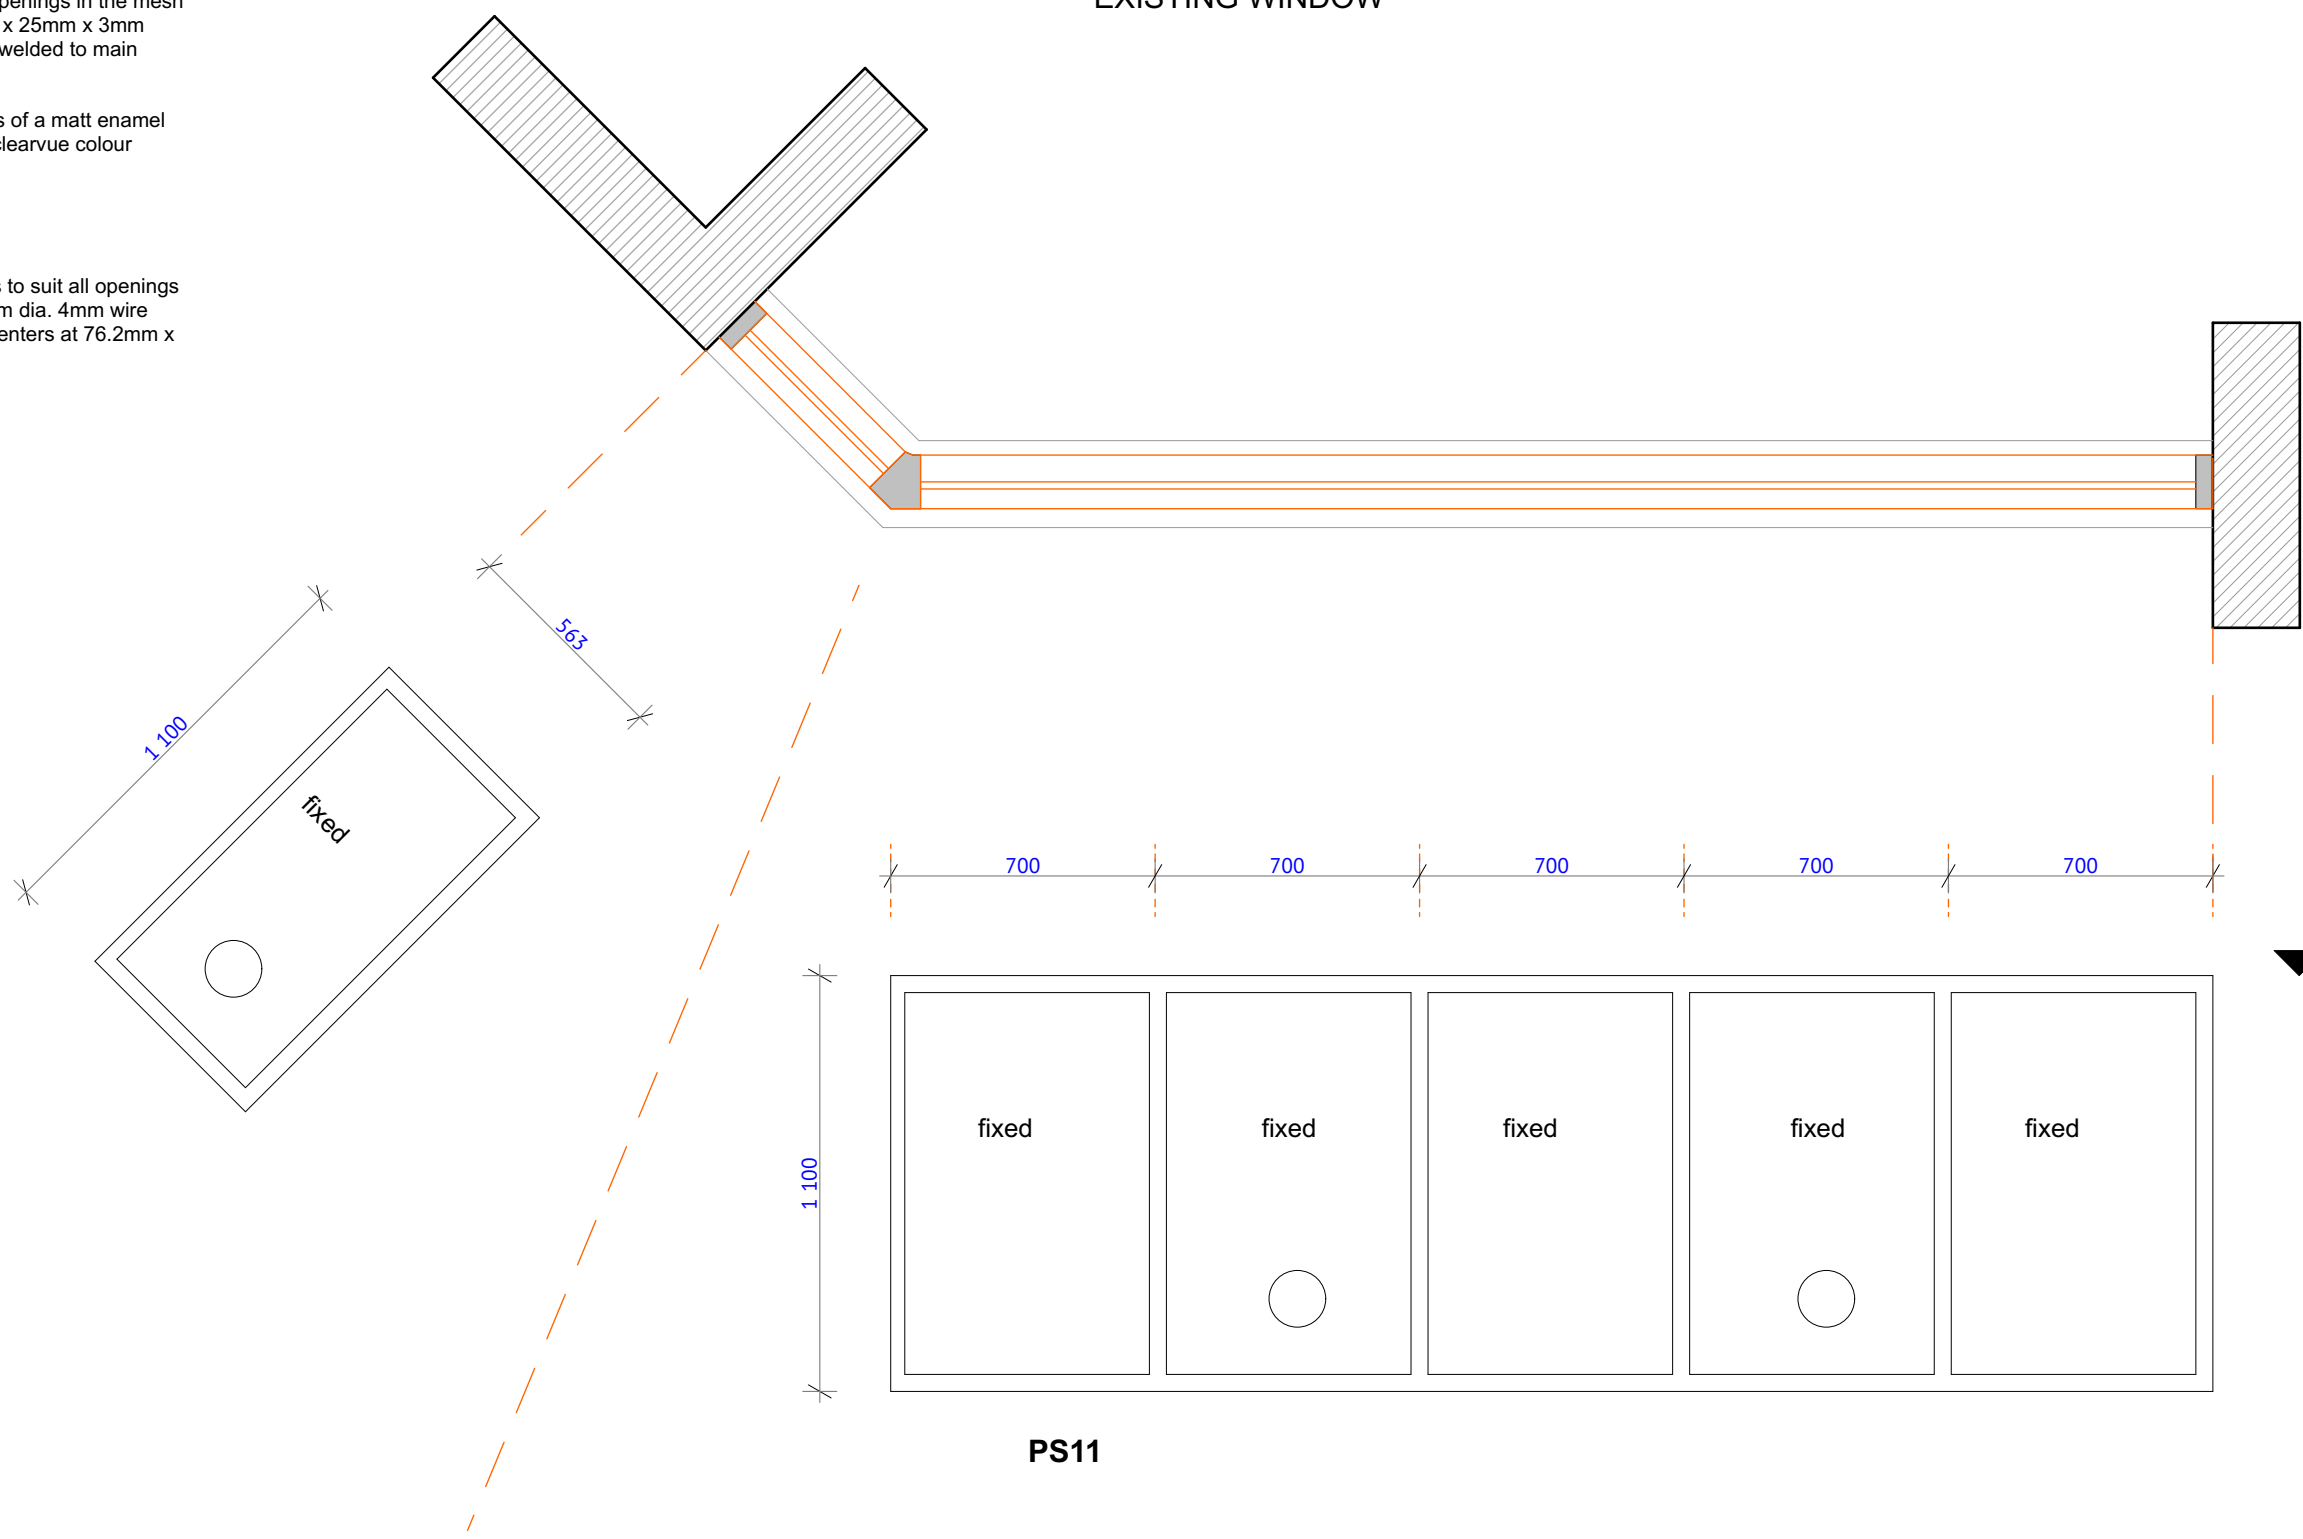 penings in the mesh
x 25mm x 3mm
welded to main
EXISTING WINDOW
s of a matt enamel
clearvue colour
s to suit all openings
m dia. 4mm wire
enters at 76.2mm x
563
1 100
fixed
700 700 700 700 700
1 100
fixed fixed fixed fixed fixed
PS11